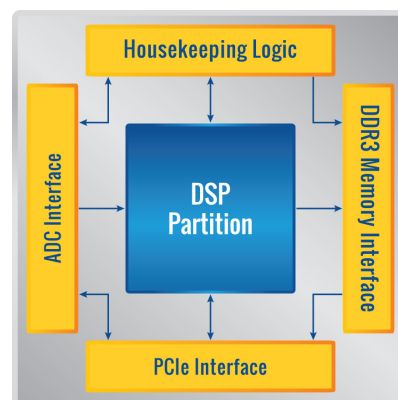 Housekeeping Logic
ADC Interface
DSP
Partition
DDR3 Memory Interface
PCIe Interface